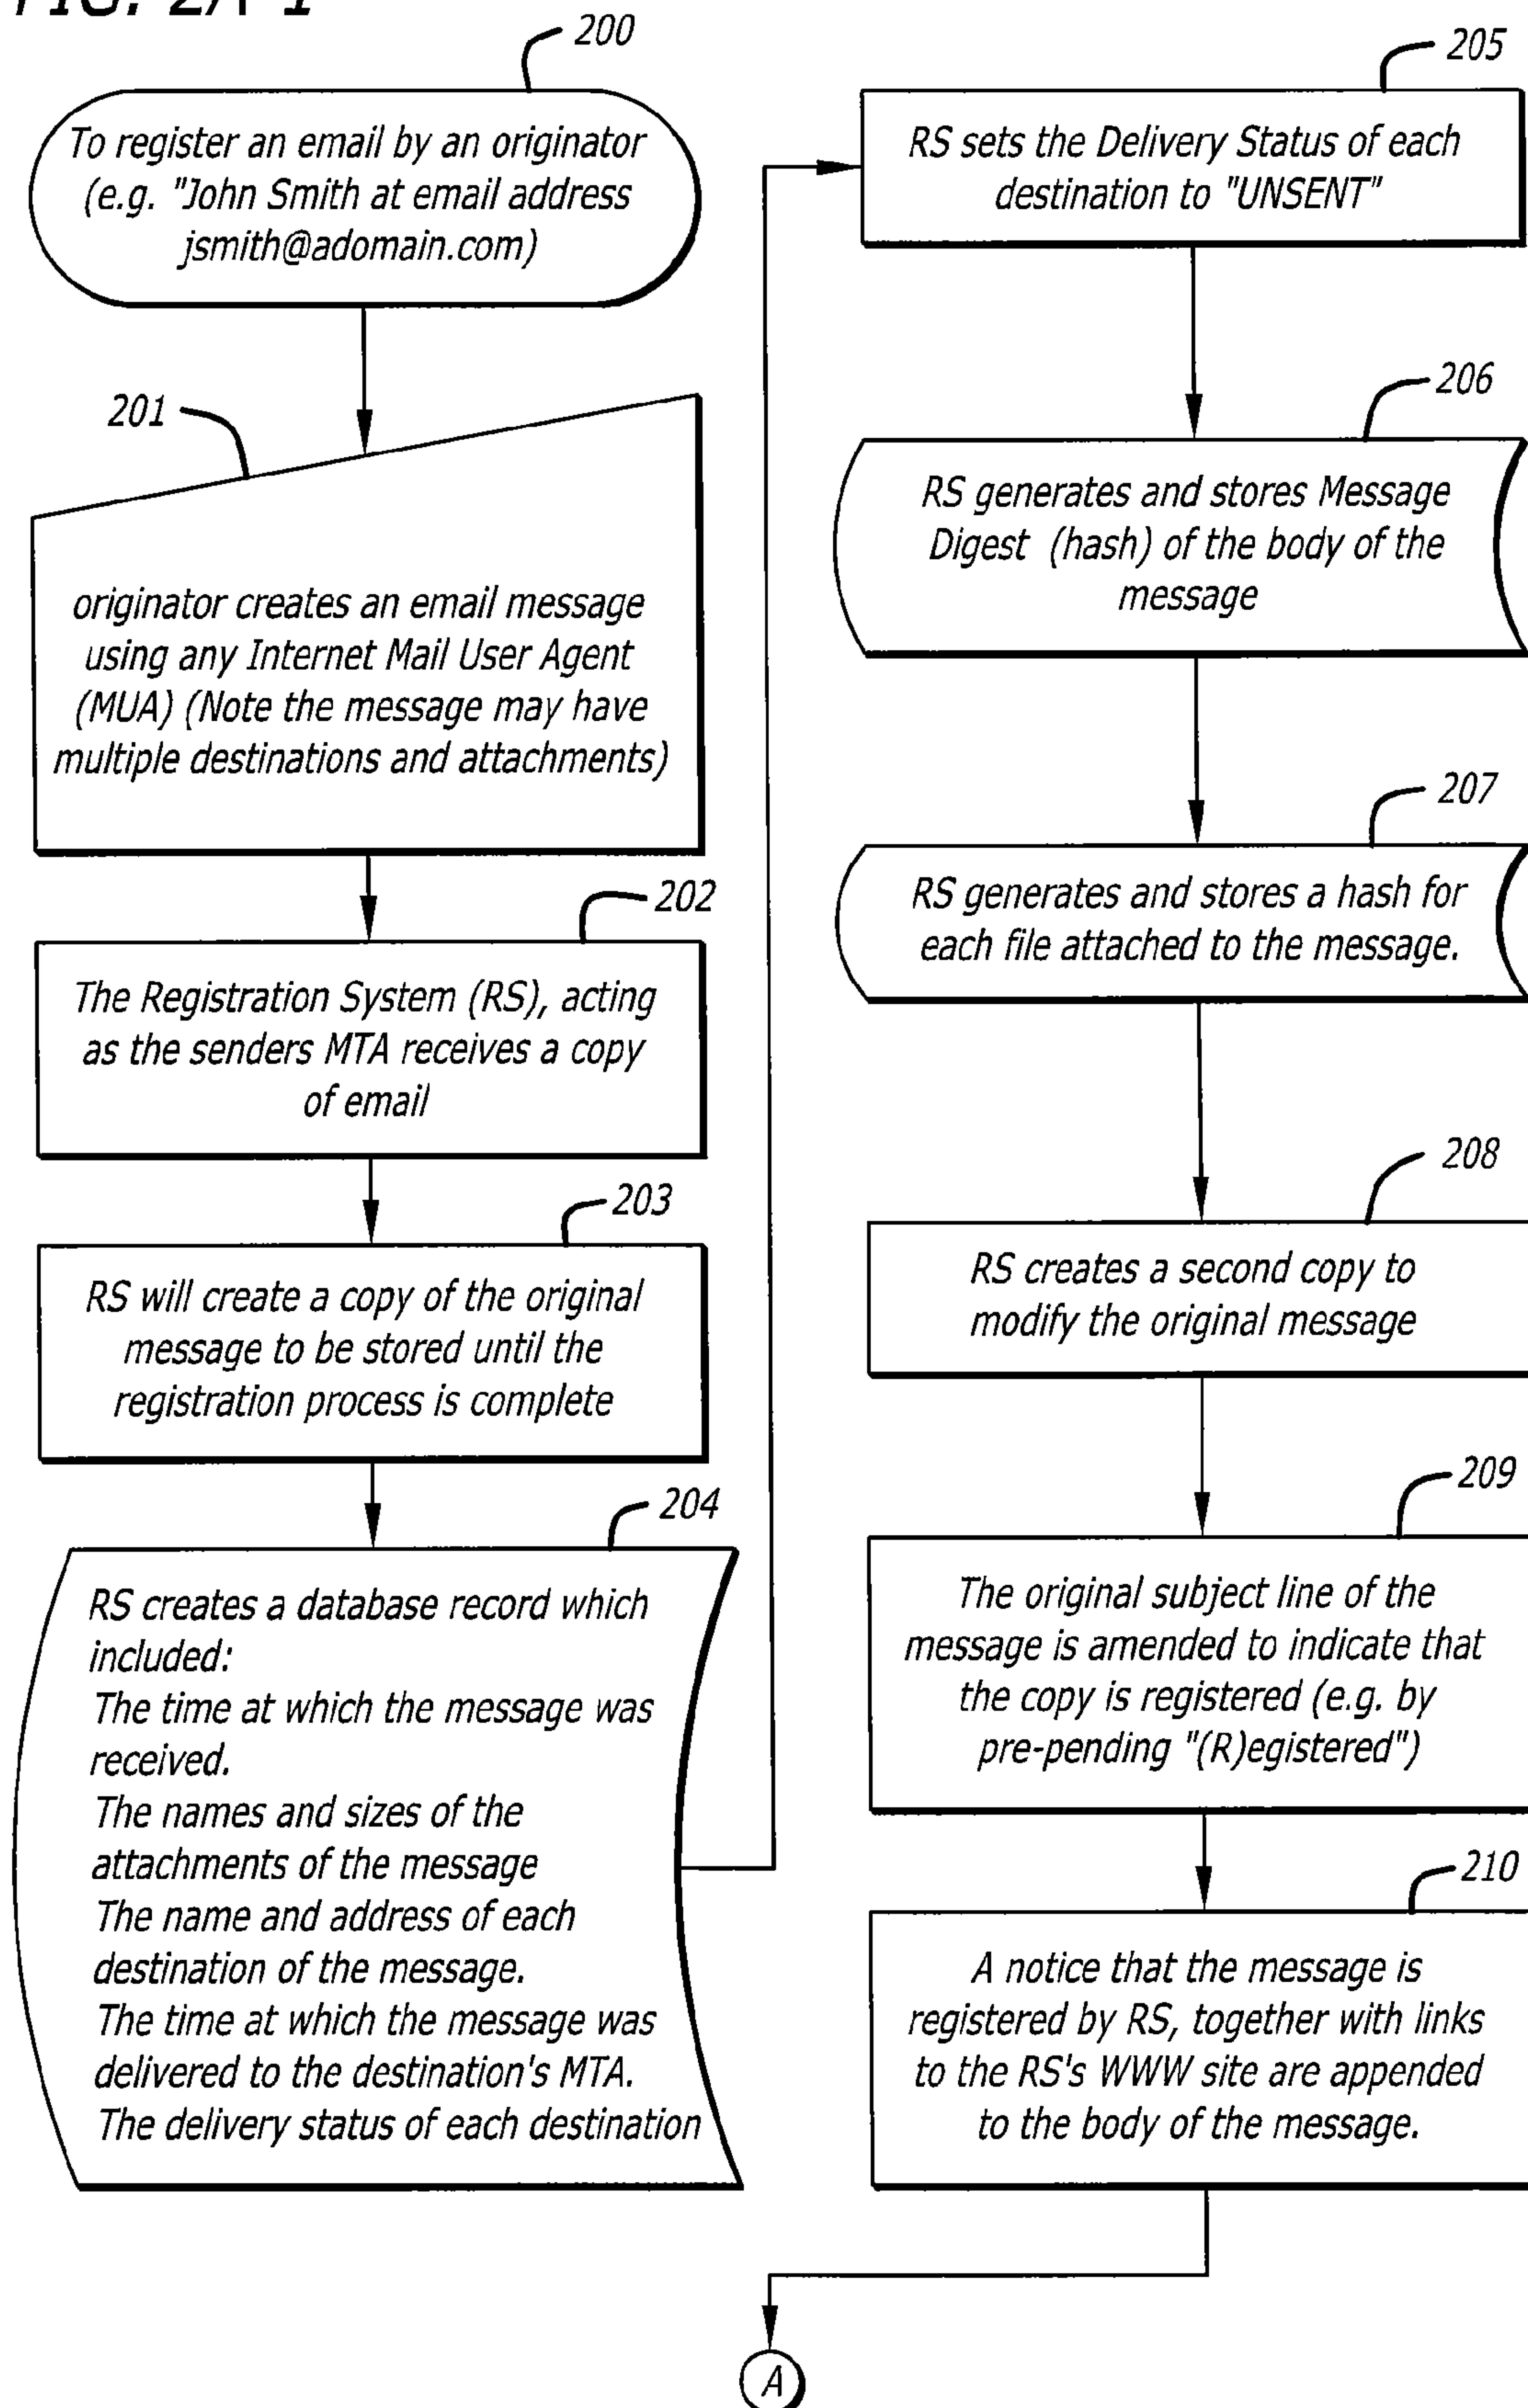 FIG. 2A-1
200
To register an email by an originator
(e.g. "John Smith at email address
jsmith@adomain.com)
201
originator creates an email message
using any Internet Mail User Agent
(MUA) (Note the message may have
multiple destinations and attachments)
202
The Registration System (RS), acting
as the senders MTA receives a copy
of email
203
RS will create a copy of the original
message to be stored until the
registration process is complete
204
RS creates a database record which
included:
The time at which the message was
received.
The names and sizes of the
attachments of the message
The name and address of each
destination of the message.
The time at which the message was
delivered to the destination's MTA.
The delivery status of each destination
205
RS sets the Delivery Status of each
destination to "UNSENT"
206
RS generates and stores Message
Digest (hash) of the body of the
message
207
RS generates and stores a hash for
each file attached to the message.
208
RS creates a second copy to
modify the original message
209
The original subject line of the
message is amended to indicate that
the copy is registered (e.g. by
pre-pending "(R)egistered")
210
A notice that the message is
registered by RS, together with links
to the RS's WWW site are appended
to the body of the message.
A